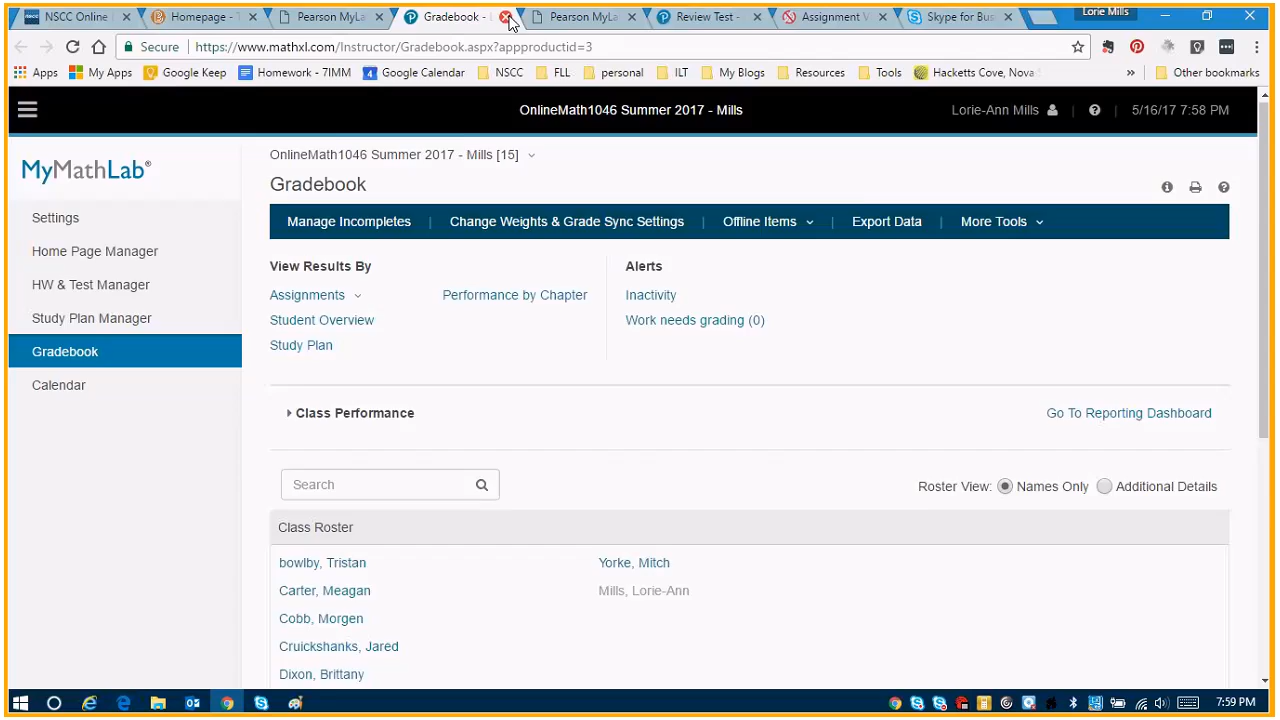 NSCC Online
Homepage - T
Pearson MyLa
Gradebook - 
Pearson MyLa
Review Test -
Assignment V
Skype for Bus
Lorie Mills
Secure | https://www.mathxl.com/Instructor/Gradebook.aspx?appproductid=3
Apps My Apps Google Keep Homework - 7IMM Google Calendar NSCC FLL personal ILT My Blogs Resources Tools Hacketts Cove, Nova » Other bookmarks
OnlineMath1046 Summer 2017 - Mills
Lorie-Ann Mills | ? | 5/16/17 7:58 PM
MyMathLab®
Settings
Home Page Manager
HW & Test Manager
Study Plan Manager
Gradebook
Calendar
OnlineMath1046 Summer 2017 - Mills [15]
Gradebook
Manage Incompletes | Change Weights & Grade Sync Settings | Offline Items | Export Data | More Tools
View Results By
Assignments
Performance by Chapter
Student Overview
Study Plan
Alerts
Inactivity
Work needs grading (0)
Class Performance
Go To Reporting Dashboard
Search
Roster View: Names Only Additional Details
Class Roster
bowlby, Tristan
Carter, Meagan
Cobb, Morgen
Cruickshanks, Jared
Dixon, Brittany
Yorke, Mitch
Mills, Lorie-Ann
7:59 PM